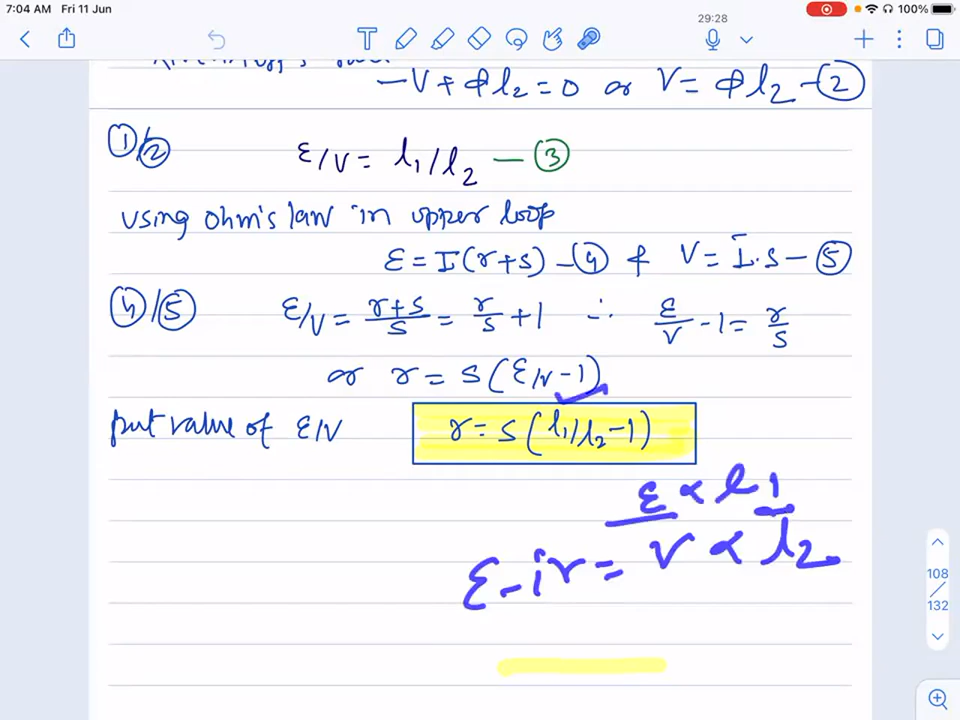 7:04 AM Fri 11 Jun 100%
29:28
T
-V + ϕl₂ = 0 or V = ϕl₂ - ②
①/② ε/V = l₁/l₂ — ③
using ohm's law in upper loop
ε = I(r+s) - ④ & V = I.s - ⑤
④/⑤ ε/V = (r+s)/s = r/s + 1 ∴ ε/V - 1 = r/s
or r = s(ε/V - 1)
put value of ε/V r = s(l₁/l₂ - 1)
ε ∝ l1
ε - ir = V ∝ l2
108 / 132